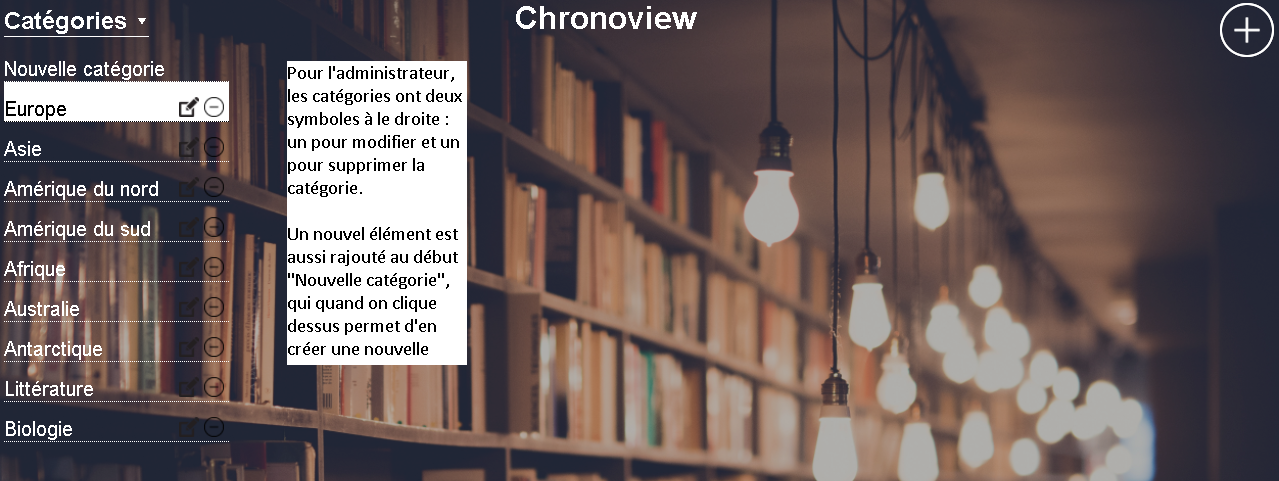 Catégories
Chronoview
Nouvelle catégorie
Europe
Asie
Amérique du nord
Amérique du sud
Afrique
Australie
Antarctique
Littérature
Biologie
Pour l'administrateur,
les catégories ont deux
symboles à le droite :
un pour modifier et un
pour supprimer la
catégorie.
Un nouvel élément est
aussi rajouté au début
"Nouvelle catégorie",
qui quand on clique
dessus permet d'en
créer une nouvelle